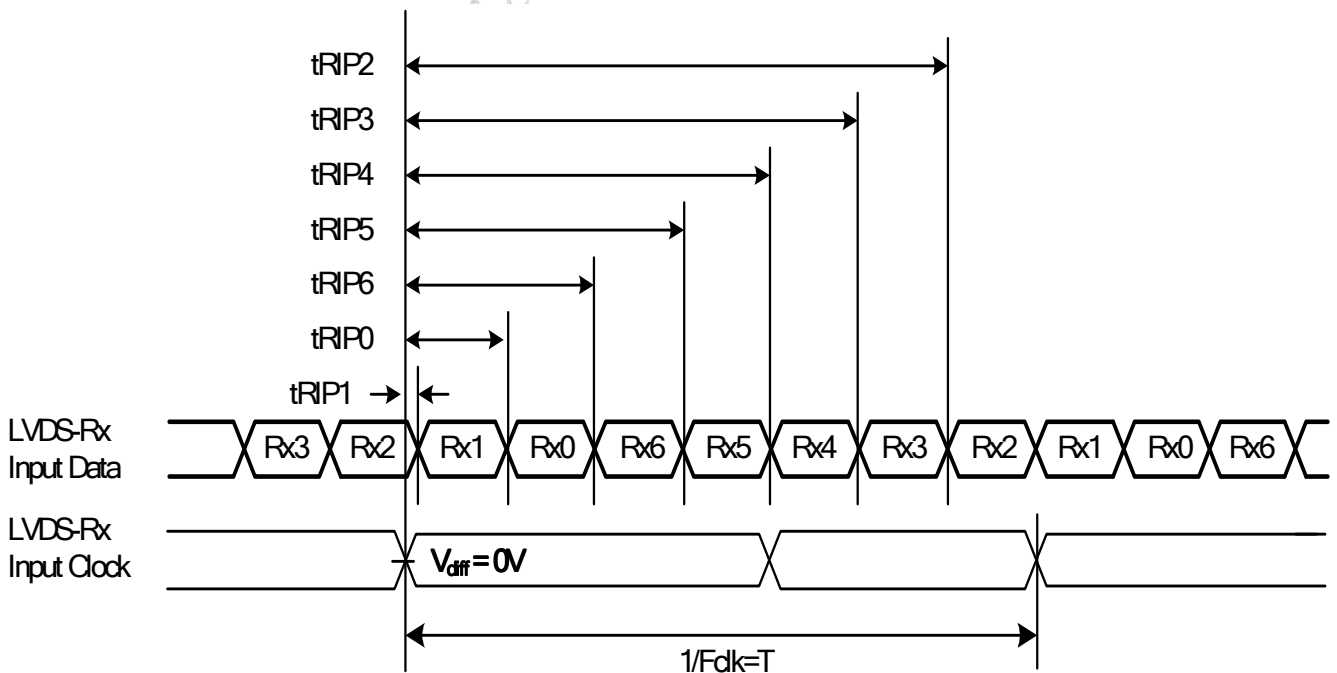 tRIP2
tRIP3
tRIP4
tRIP5
tRIP6
tRIP0
tRIP1
LVDS-Rx
Input Data
Rx3 Rx2 Rx1 Rx0 Rx6 Rx5 Rx4 Rx3 Rx2 Rx1 Rx0 Rx6
LVDS-Rx
Input Clock
Vdiff = 0V
1/Fclk=T